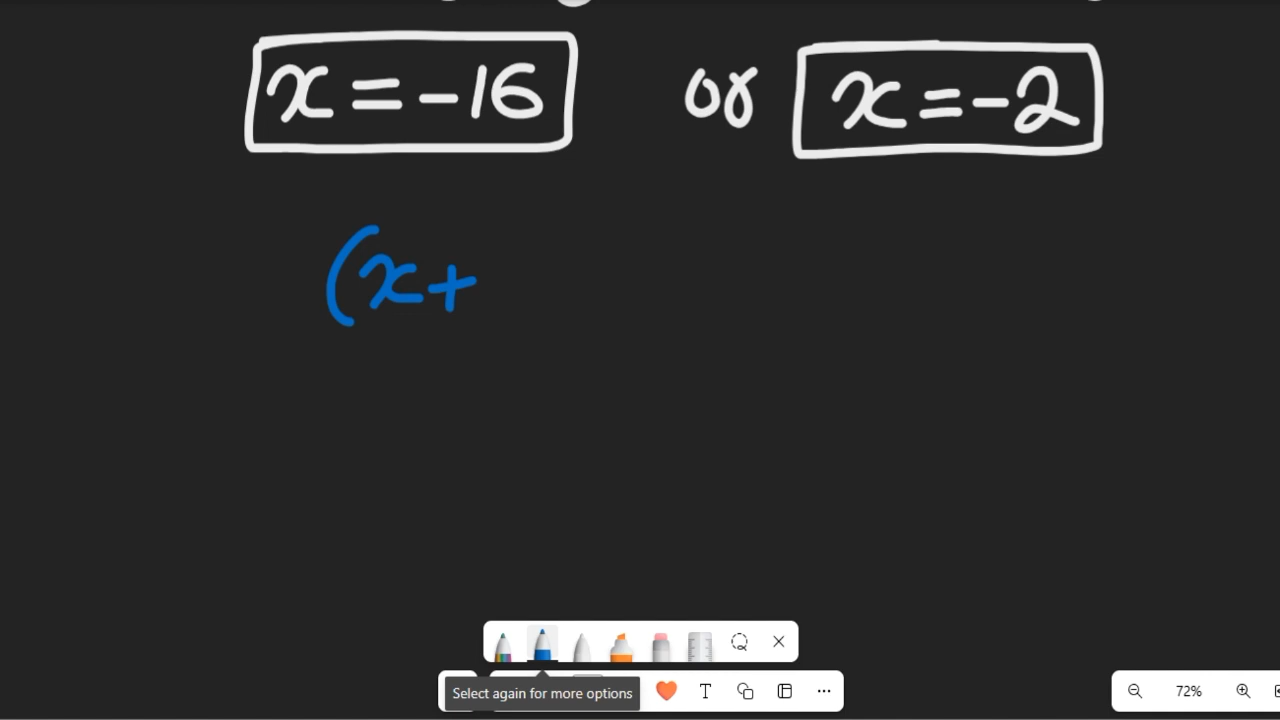 x = -16 or x = -2
(x+
Select again for more options
T
72%